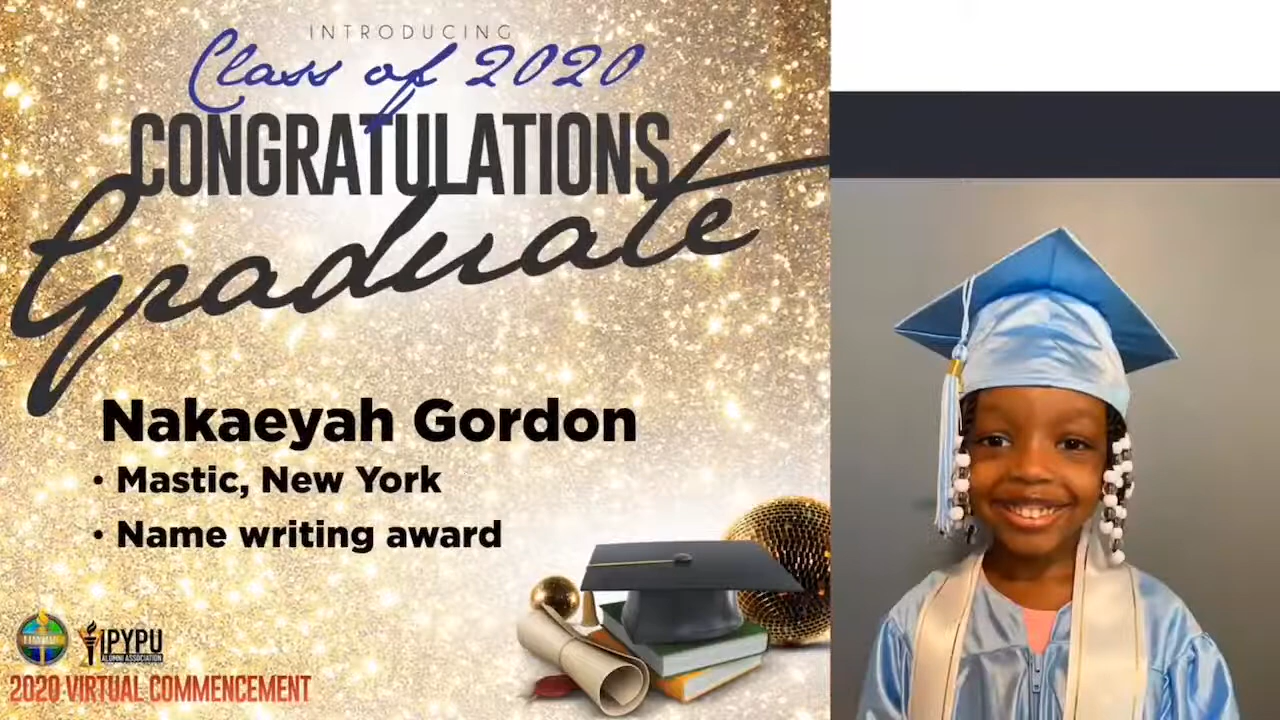 INTRODUCING
Class of 2020
CONGRATULATIONS
Graduate
Nakaeyah Gordon
• Mastic, New York
• Name writing award
IPYPU
ALUMNI ASSOCIATION
2020 VIRTUAL COMMENCEMENT